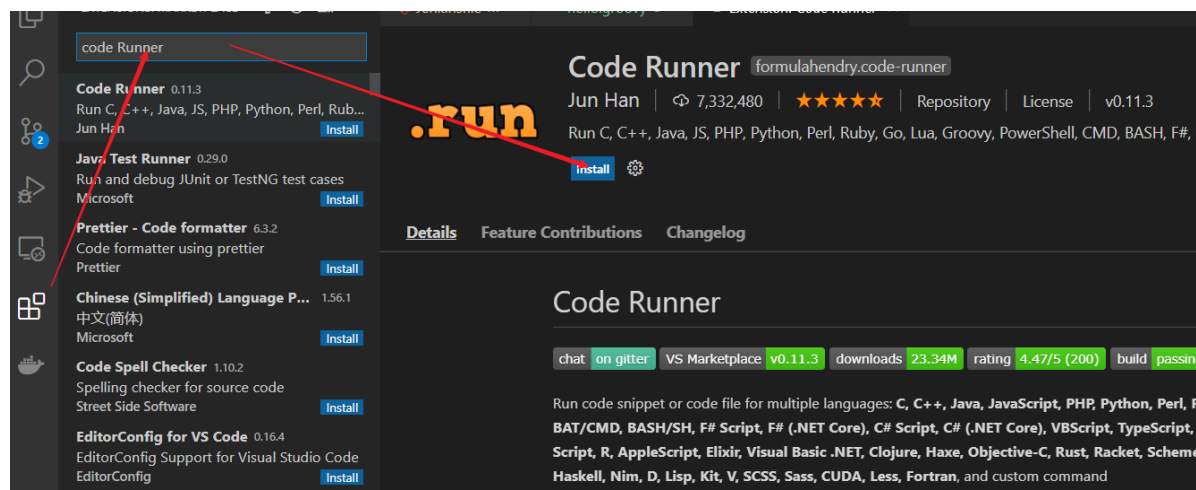 code Runner
Code Runner 0.11.3
Run C, C++, Java, JS, PHP, Python, Perl, Rub...
Jun Han
Install
Java Test Runner 0.29.0
Run and debug JUnit or TestNG test cases
Microsoft
Install
Prettier - Code formatter 6.3.2
Code formatter using prettier
Prettier
Install
Chinese (Simplified) Language P... 1.56.1
中文(简体)
Microsoft
Install
Code Spell Checker 1.10.2
Spelling checker for source code
Street Side Software
Install
EditorConfig for VS Code 0.16.4
EditorConfig Support for Visual Studio Code
EditorConfig
Install
2
.run
Code Runner formulahendry.code-runner
Jun Han 7,332,480 Repository License v0.11.3
Run C, C++, Java, JS, PHP, Python, Perl, Ruby, Go, Lua, Groovy, PowerShell, CMD, BASH, F#,
Install
Details Feature Contributions Changelog
Code Runner
chat on gitter VS Marketplace v0.11.3 downloads 23.34M rating 4.47/5 (200) build passin
Run code snippet or code file for multiple languages: C, C++, Java, JavaScript, PHP, Python, Perl,
BAT/CMD, BASH/SH, F# Script, F# (.NET Core), C# Script, C# (.NET Core), VBScript, TypeScript,
Script, R, AppleScript, Elixir, Visual Basic .NET, Clojure, Haxe, Objective-C, Rust, Racket, Scheme
Haskell, Nim, D, Lisp, Kit, V, SCSS, Sass, CUDA, Less, Fortran, and custom command